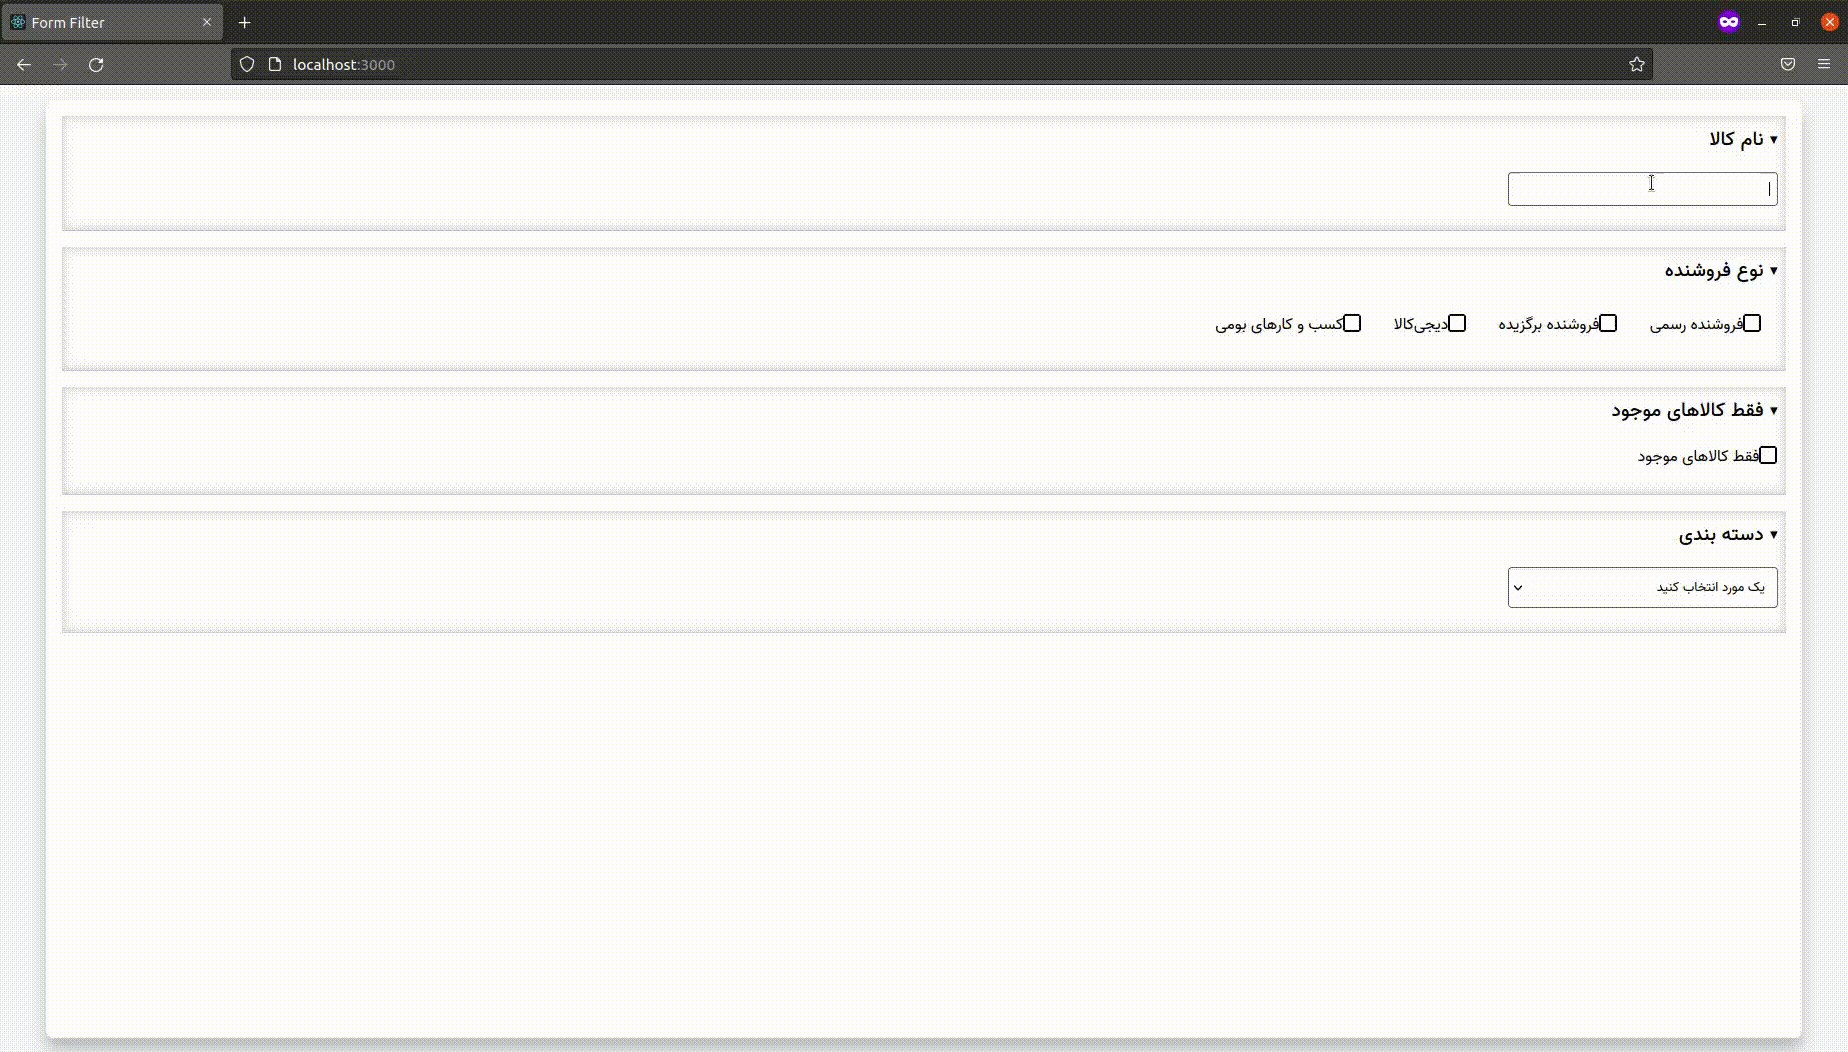 Form Filter
localhost:3000
نام کالا
نوع فروشنده
فروشنده رسمی فروشنده برگزیده دیجی‌کالا کسب و کارهای بومی
فقط کالاهای موجود
فقط کالاهای موجود
دسته بندی
یک مورد انتخاب کنید